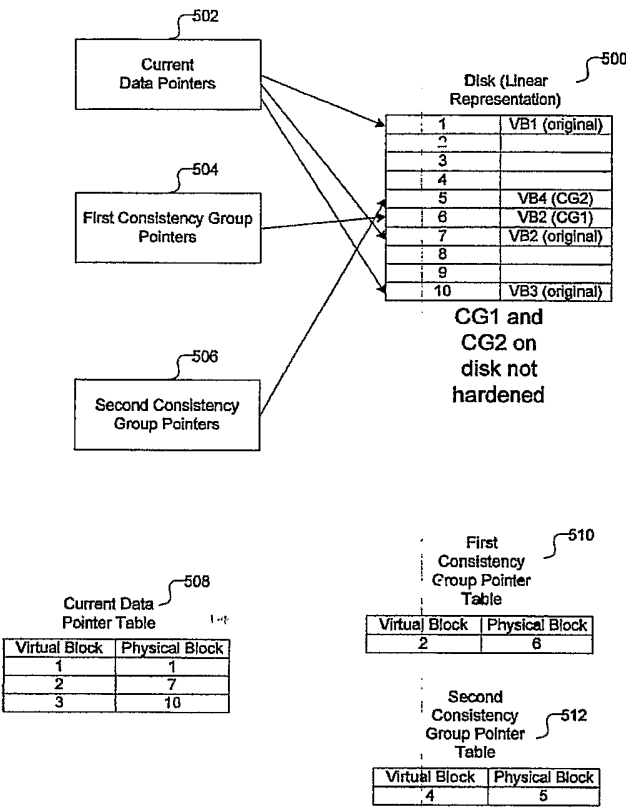 502
Current
Data Pointers
500
Disk (Linear
Representation)
1 VB1 (original)
2
3
4
5 VB4 (CG2)
6 VB2 (CG1)
7 VB2 (original)
8
9
10 VB3 (original)
504
First Consistency Group
Pointers
CG1 and
CG2 on
disk not
hardened
506
Second Consistency
Group Pointers
508
Current Data
Pointer Table
Virtual Block Physical Block
1 1
2 7
3 10
510
First
Consistency
Group Pointer
Table
Virtual Block Physical Block
2 6
512
Second
Consistency
Group Pointer
Table
Virtual Block Physical Block
4 5